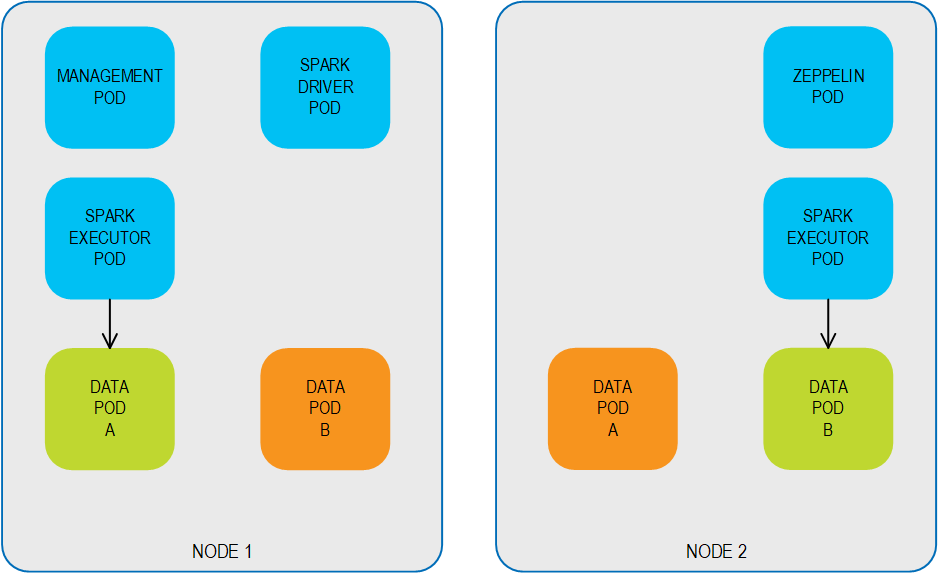 MANAGEMENT
POD
SPARK
DRIVER
POD
SPARK
EXECUTOR
POD
DATA
POD
A
DATA
POD
B
NODE 1
ZEPPELIN
POD
SPARK
EXECUTOR
POD
DATA
POD
A
DATA
POD
B
NODE 2